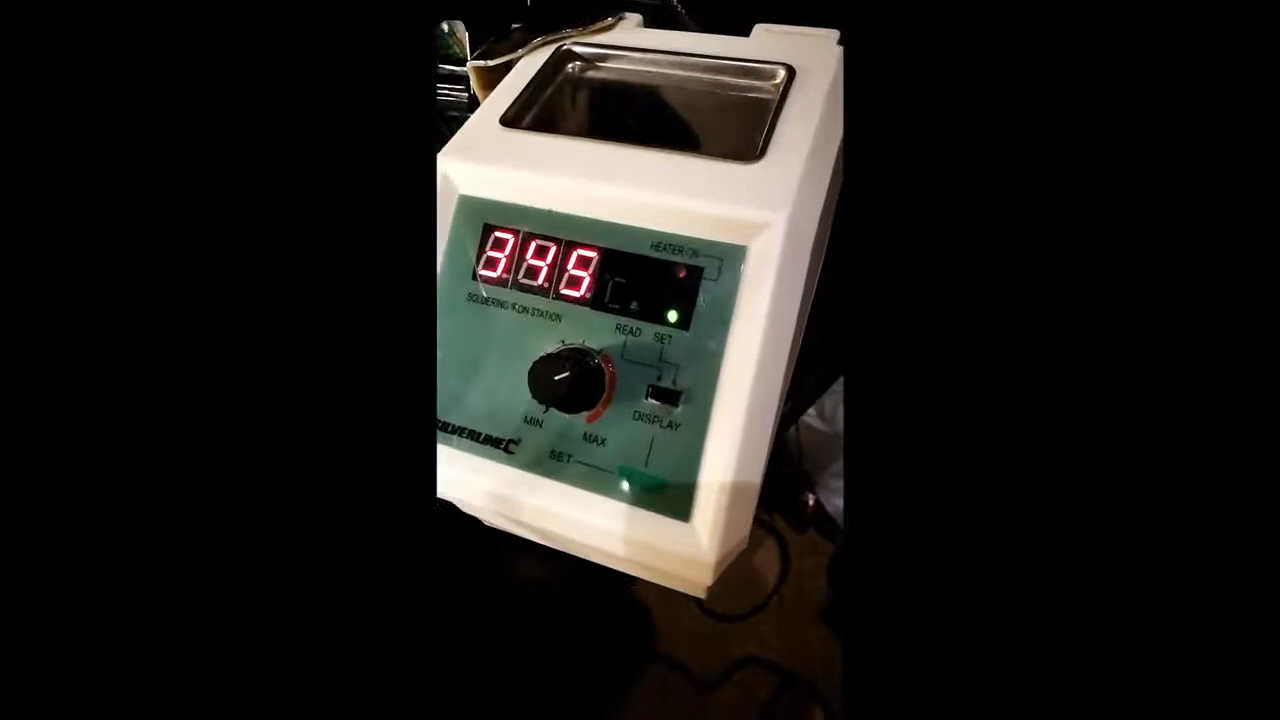 HEATER ON
345
C
SOLDERING IRON STATION
READ SET
MIN
MAX
DISPLAY
SILVERLINE
SET